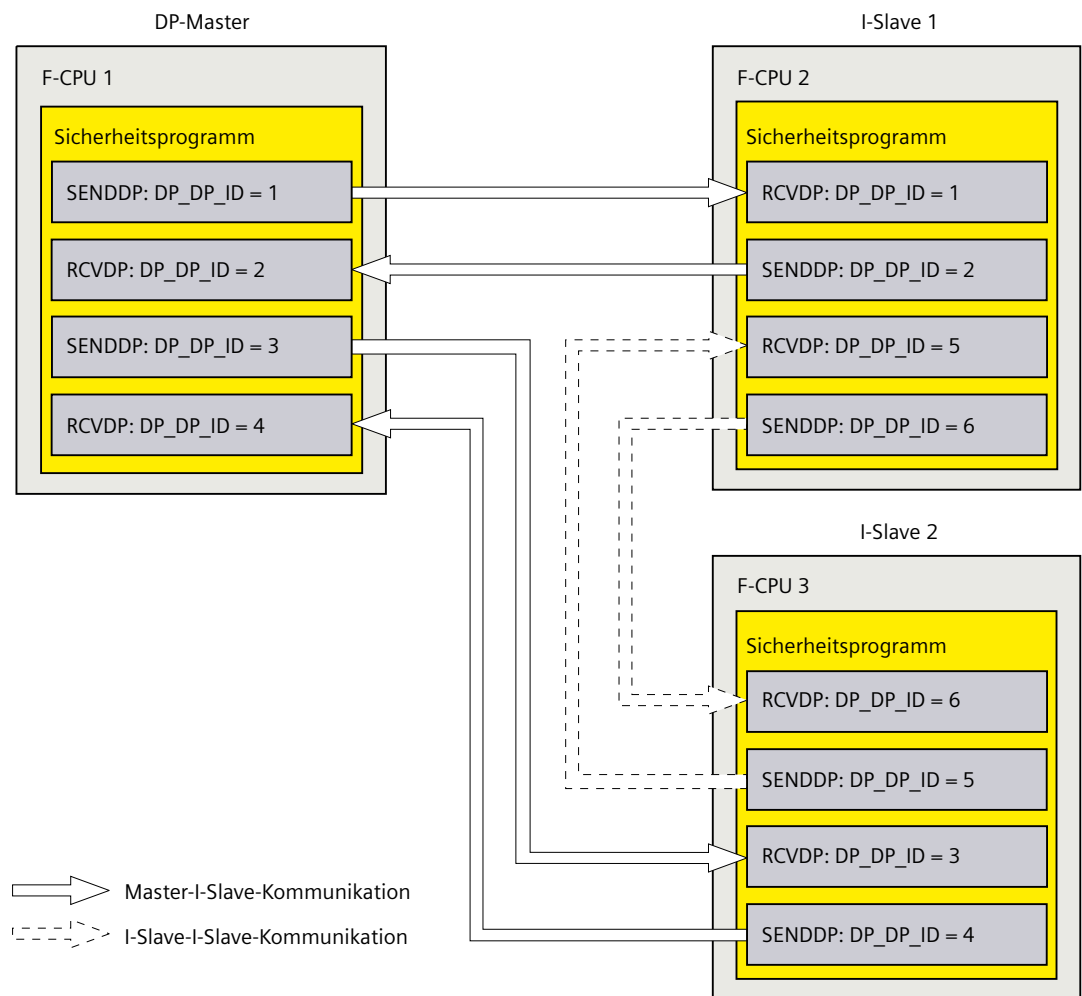 DP-Master
F-CPU 1
Sicherheitsprogramm
SENDDP: DP_DP_ID = 1
RCVDP: DP_DP_ID = 2
SENDDP: DP_DP_ID = 3
RCVDP: DP_DP_ID = 4
I-Slave 1
F-CPU 2
Sicherheitsprogramm
RCVDP: DP_DP_ID = 1
SENDDP: DP_DP_ID = 2
RCVDP: DP_DP_ID = 5
SENDDP: DP_DP_ID = 6
I-Slave 2
F-CPU 3
Sicherheitsprogramm
RCVDP: DP_DP_ID = 6
SENDDP: DP_DP_ID = 5
RCVDP: DP_DP_ID = 3
SENDDP: DP_DP_ID = 4
Master-I-Slave-Kommunikation
I-Slave-I-Slave-Kommunikation